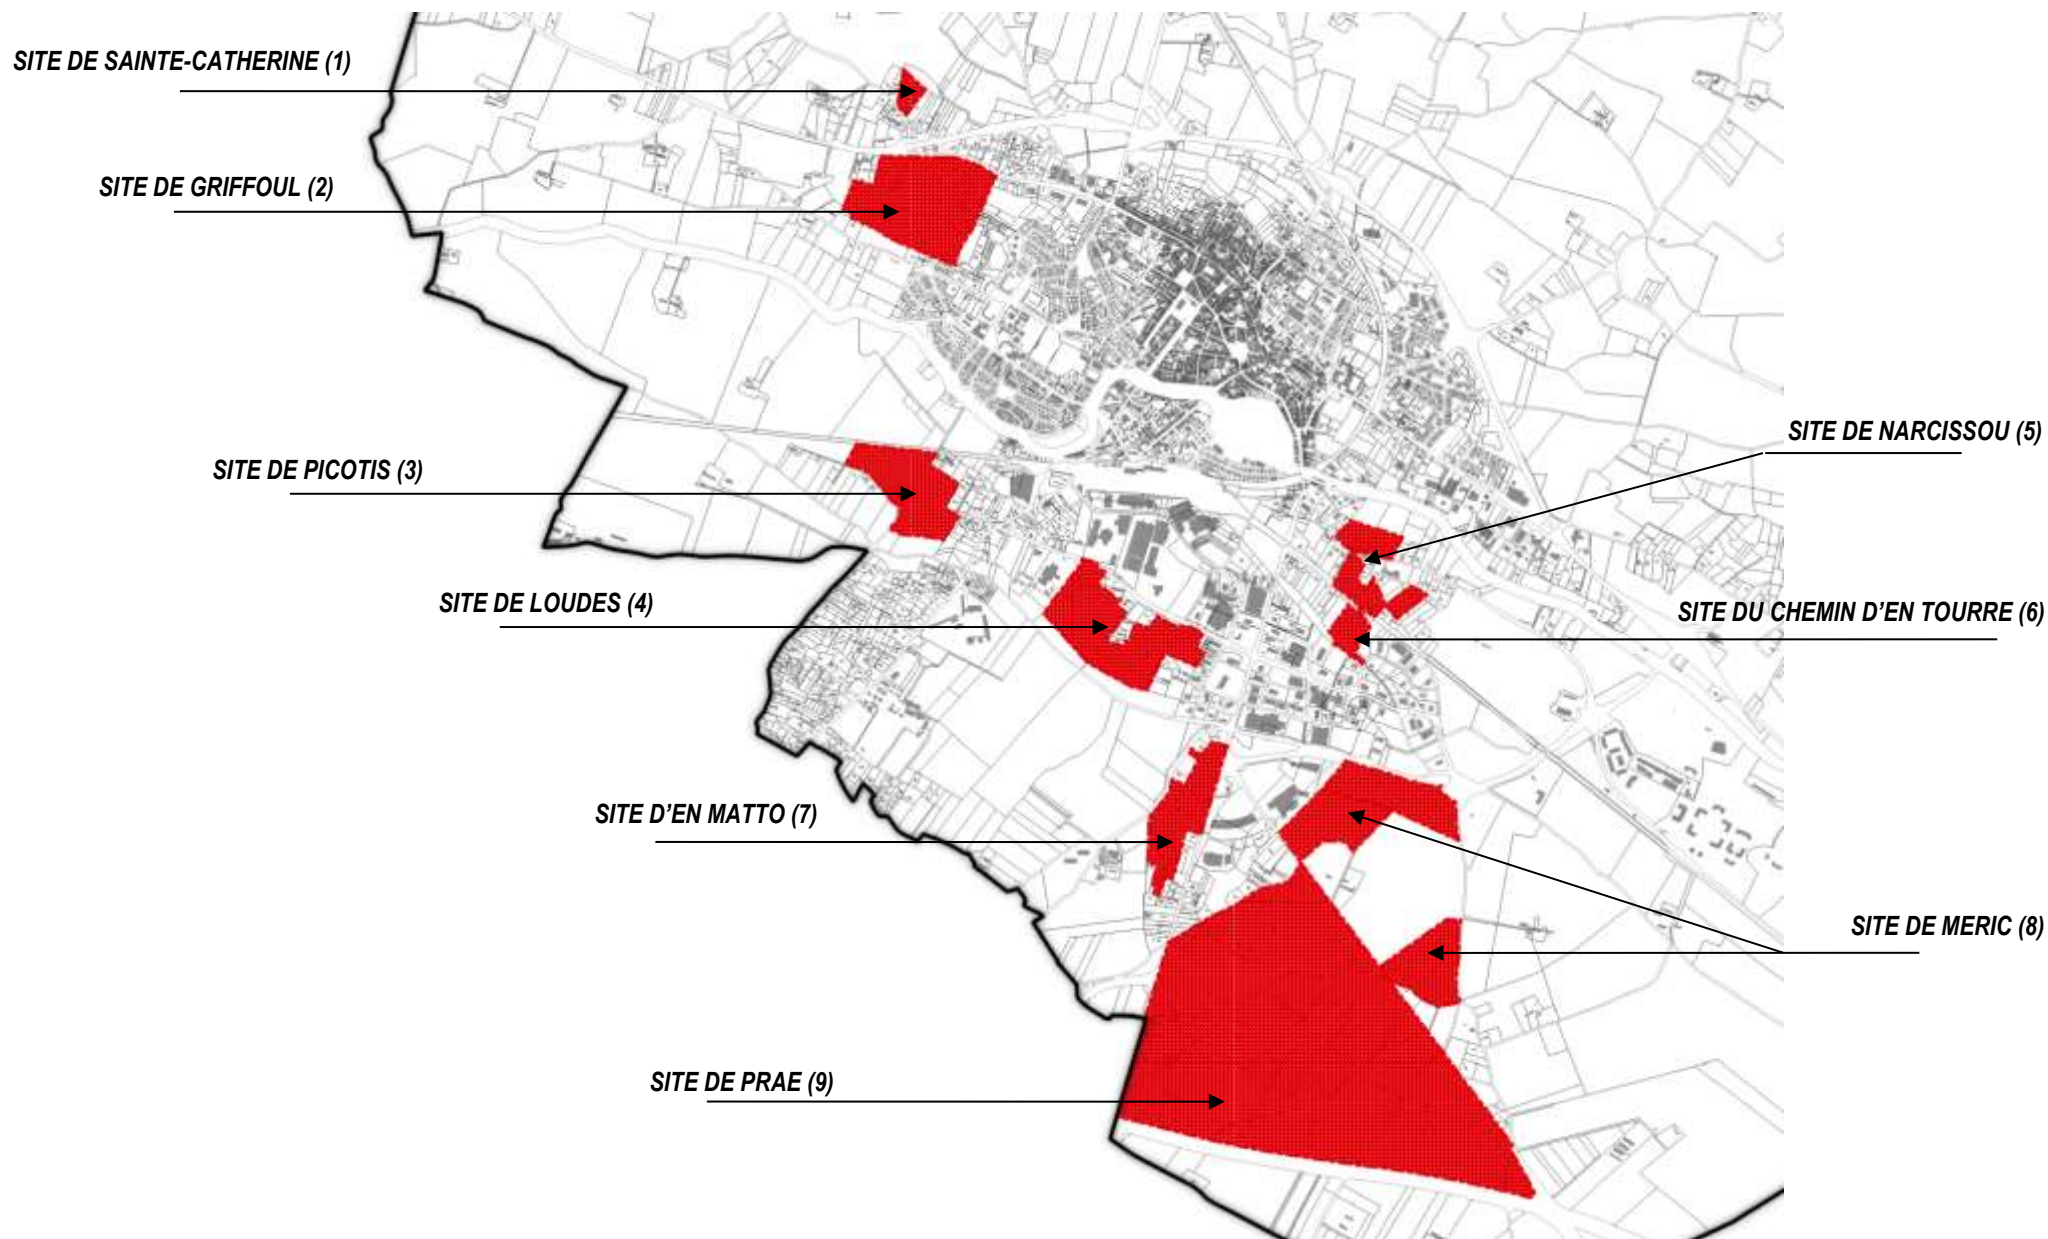 SITE DE SAINTE-CATHERINE (1)
SITE DE GRIFFOUL (2)
SITE DE NARCISSOU (5)
SITE DE PICOTIS (3)
SITE DE LOUDES (4)
SITE DU CHEMIN D’EN TOURRE (6)
SITE D’EN MATTO (7)
SITE DE MERIC (8)
SITE DE PRAE (9)